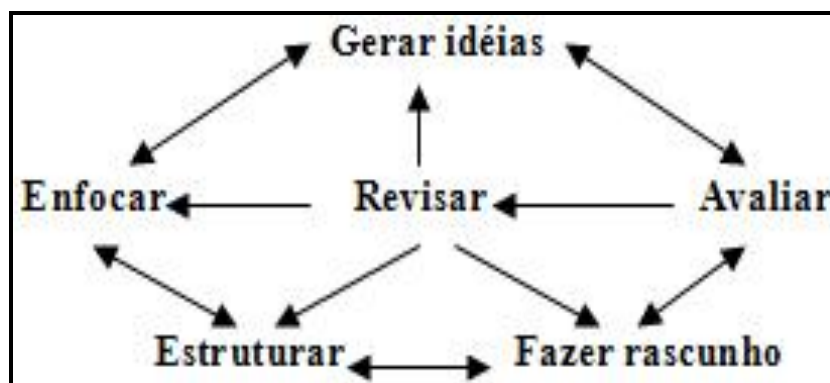 Gerar idéias
Enfocar Revisar Avaliar
Estruturar Fazer rascunho